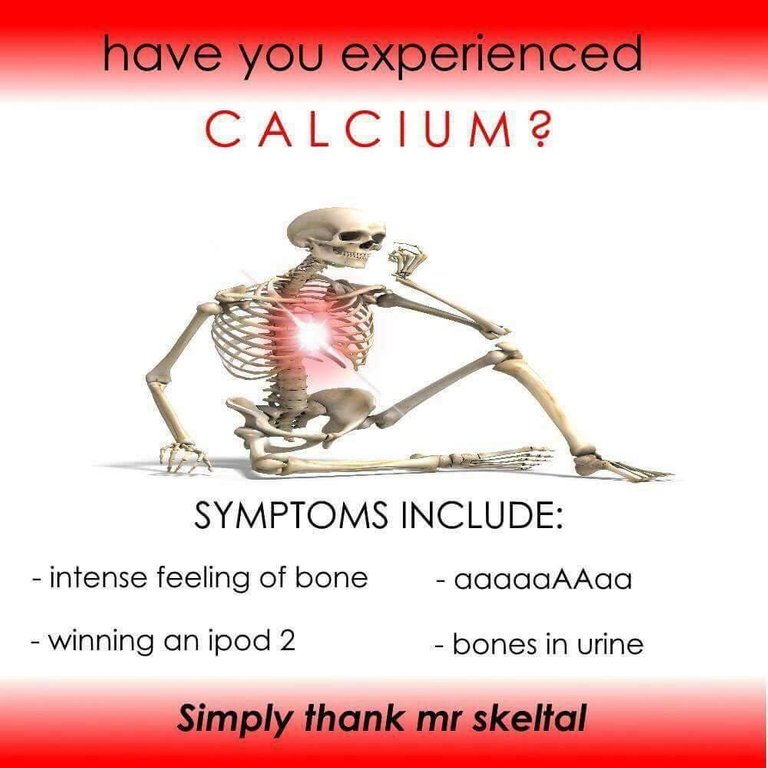 have you experienced
CALCIUM?
SYMPTOMS INCLUDE:
- intense feeling of bone
- aaaaaAAaa
- winning an ipod 2
- bones in urine
Simply thank mr skeltal